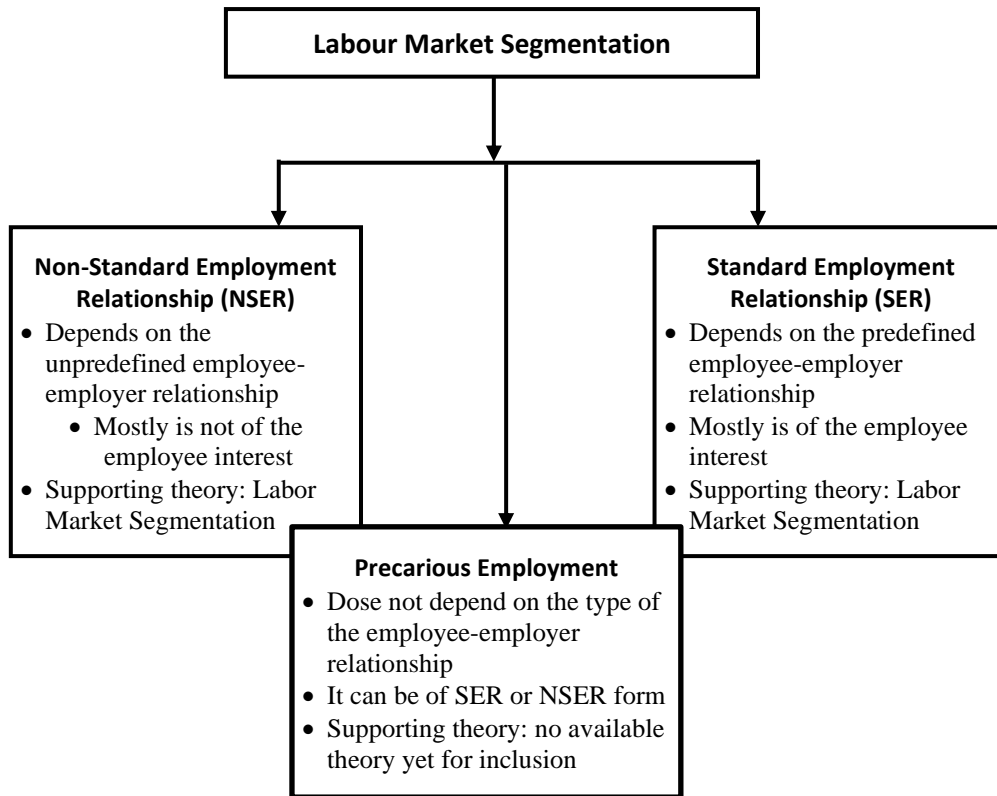 Labour Market Segmentation
Non-Standard Employment
Relationship (NSER)
• Depends on the
unpredefined employee-
employer relationship
• Mostly is not of the
employee interest
• Supporting theory: Labor
Market Segmentation
Standard Employment
Relationship (SER)
• Depends on the predefined
employee-employer
relationship
• Mostly is of the employee
interest
• Supporting theory: Labor
Market Segmentation
Precarious Employment
• Dose not depend on the type of
the employee-employer
relationship
• It can be of SER or NSER form
• Supporting theory: no available
theory yet for inclusion